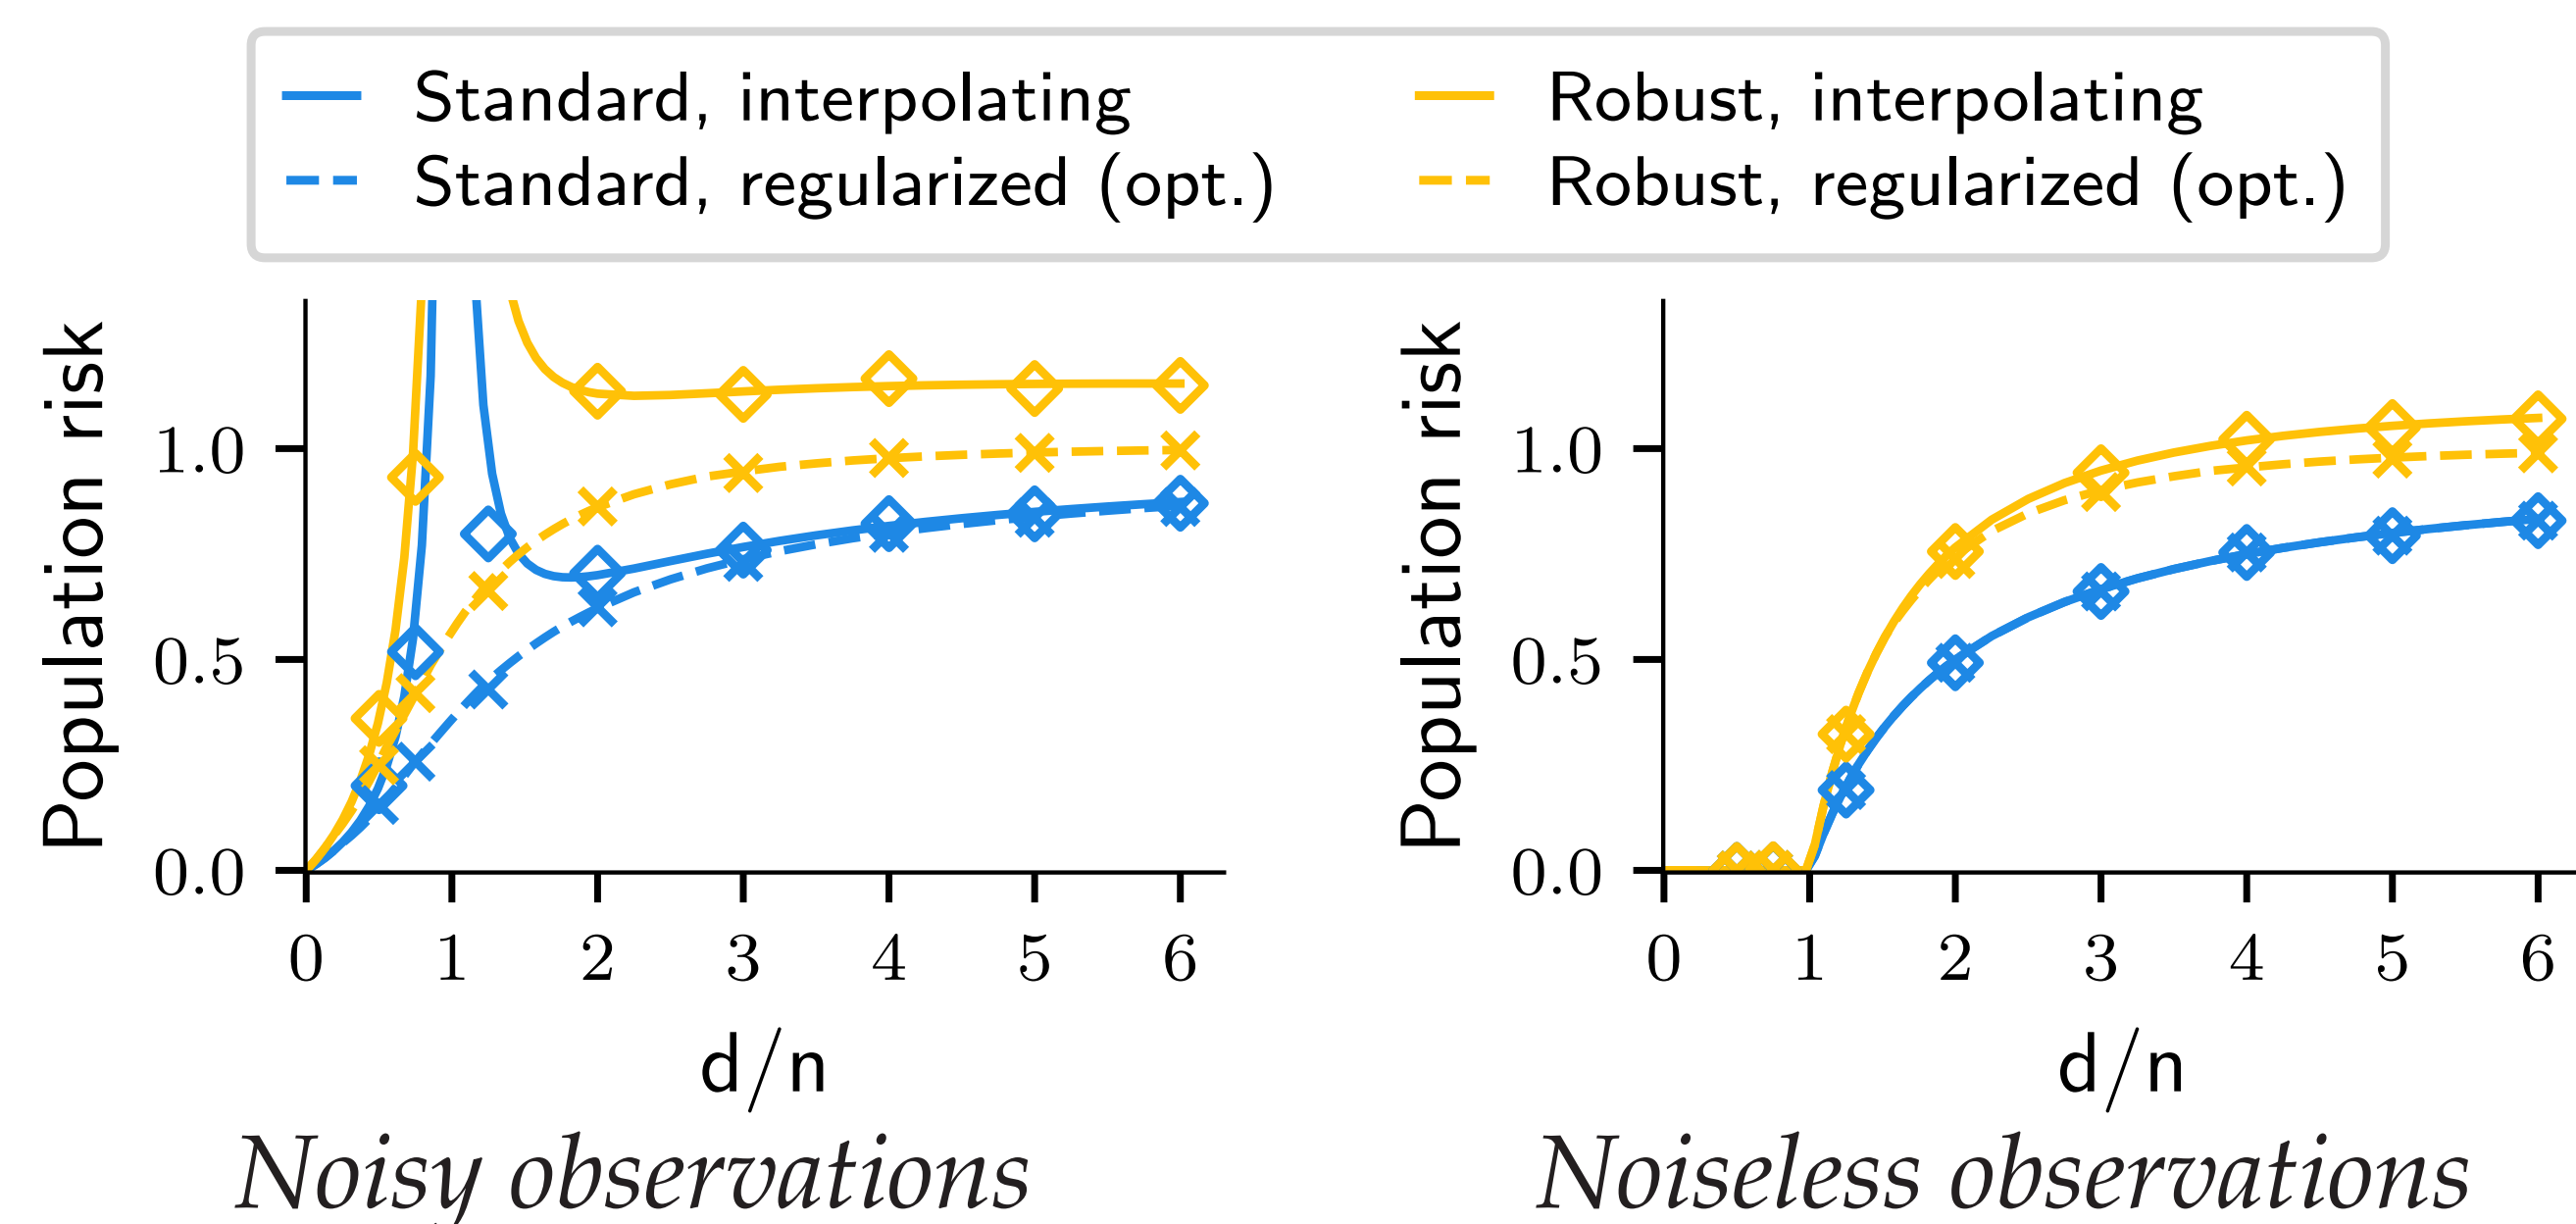 Standard, interpolating
Standard, regularized (opt.)
Robust, interpolating
Robust, regularized (opt.)
Population risk
1.0
0.5
0.0
0 1 2 3 4 5 6
d/n
Noisy observations
Population risk
1.0
0.5
0.0
0 1 2 3 4 5 6
d/n
Noiseless observations